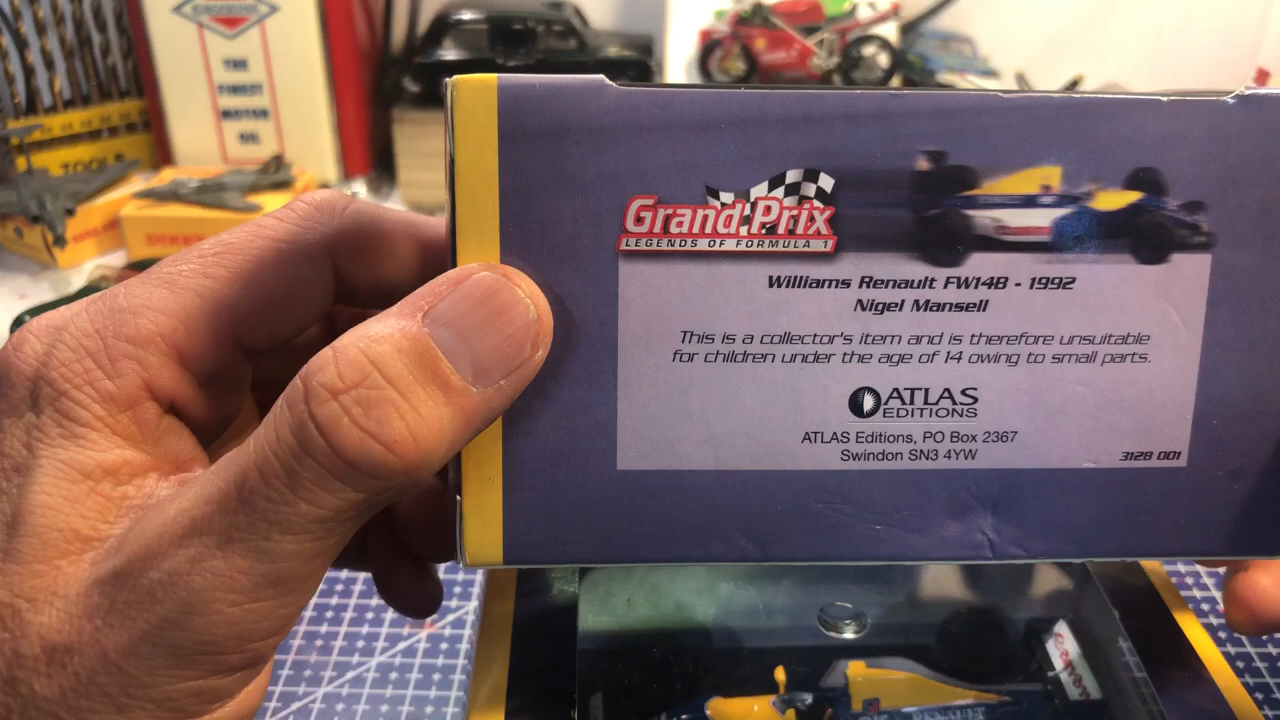 THE
FINEST
MOTOR
OIL
TOOLS
Grand Prix
LEGENDS OF FORMULA 1
Williams Renault FW14B - 1992
Nigel Mansell
This is a collector's item and is therefore unsuitable
for children under the age of 14 owing to small parts.
ATLAS
EDITIONS
ATLAS Editions, PO Box 2367
Swindon SN3 4YW
3128 001
RENAULT